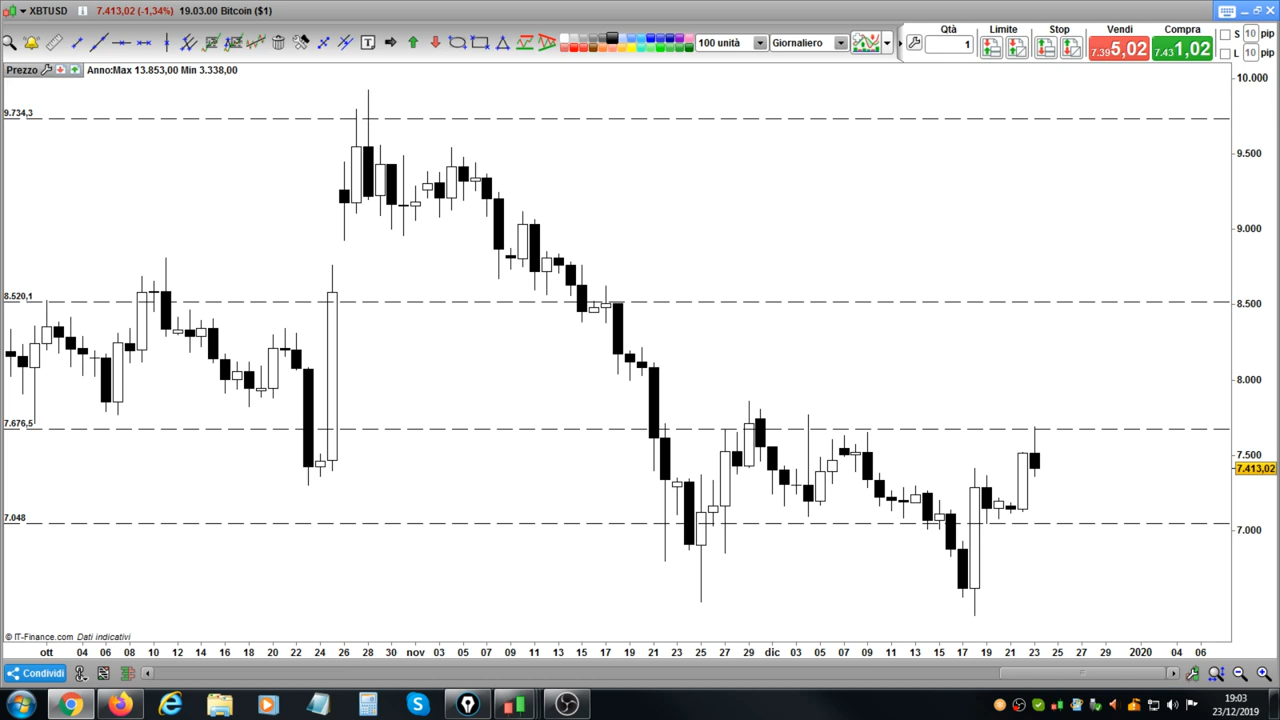 XBTUSD 7.413,02 (-1,34%) 19.03.00 Bitcoin ($1)
100 unità Giornaliero Qtà 1 Limite Stop Vendi 7.395,02 Compra 7.431,02 S 10 pip L 10 pip
Prezzo Anno:Max 13.853,00 Min 3.338,00
10.000
9.734,3
9.500
9.000
8.520,1
8.500
8.000
7.676,5
7.500
7.413,02
7.048
7.000
© IT-Finance.com Dati indicativi
ott 04 06 08 10 12 14 16 18 20 22 24 26 28 nov 03 05 07 09 11 13 15 17 19 21 23 25 27 29 dic 03 05 07 09 11 13 15 17 19 21 23 25 27 29 2020 04 06
Condividi
19:03
23/12/2019